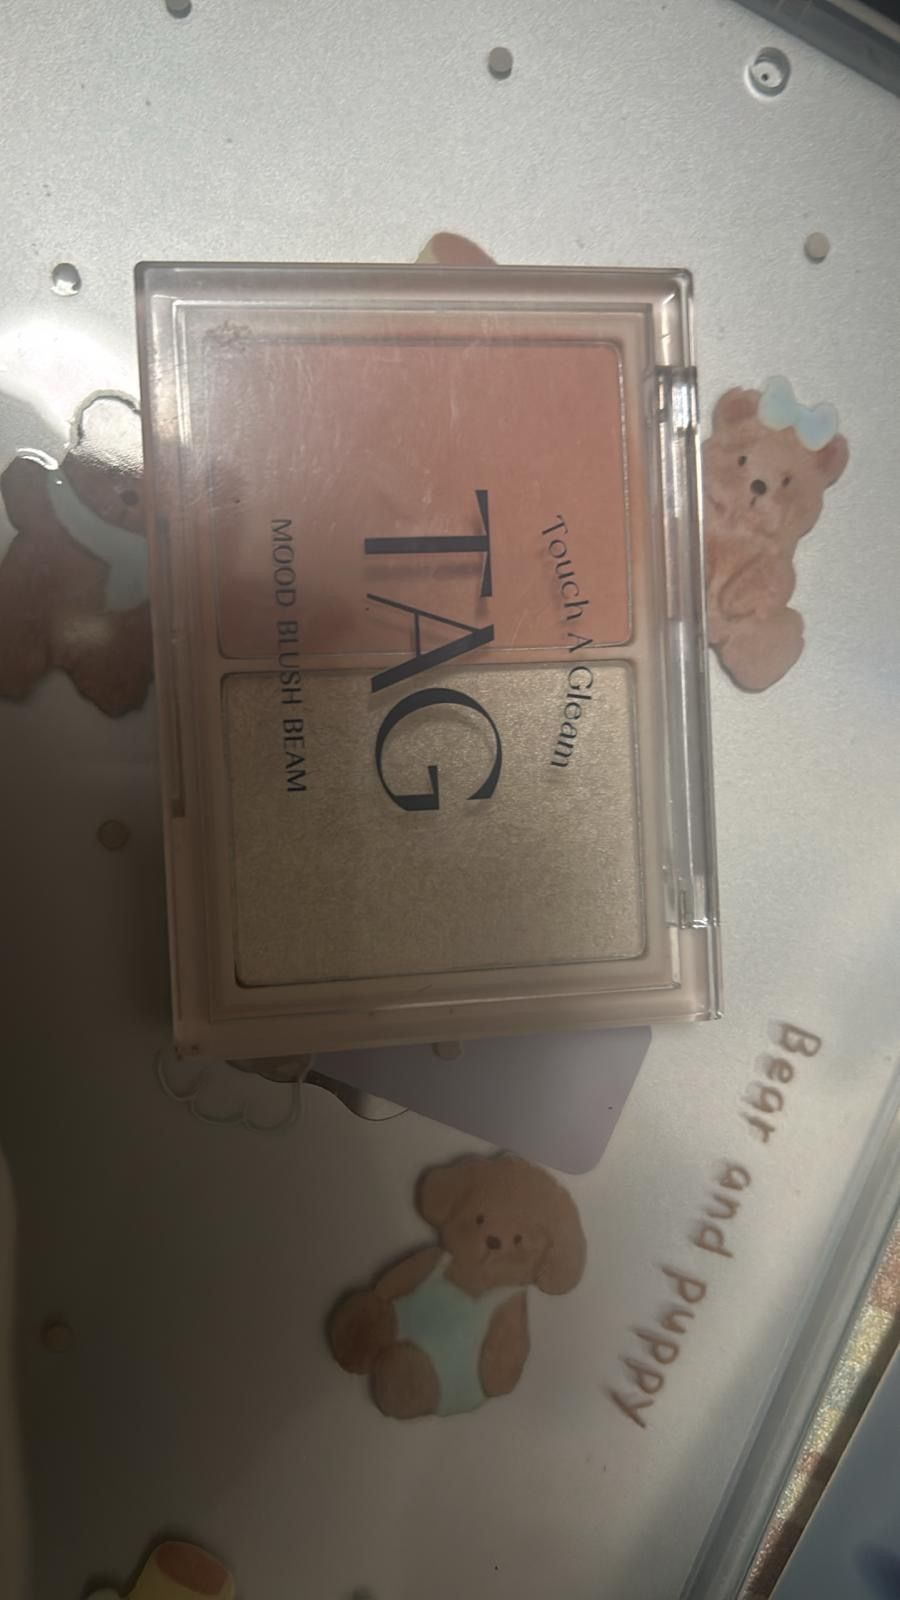 Touch A Gleam
TAG
MOOD BLUSH BEAM
Bear and puppy